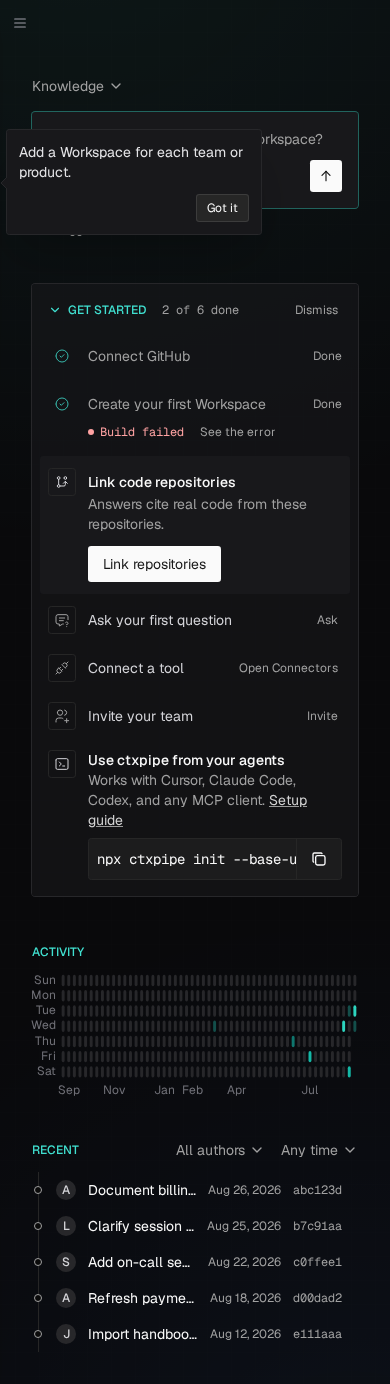 Knowledge
orkspace?
Add a Workspace for each team or
product.
Got it
GET STARTED 2 of 6 done Dismiss
Connect GitHub Done
Create your first Workspace Done
Build failed See the error
Link code repositories
Answers cite real code from these
repositories.
Link repositories
Ask your first question Ask
Connect a tool Open Connectors
Invite your team Invite
Use ctxpipe from your agents
Works with Cursor, Claude Code,
Codex, and any MCP client. Setup
guide
npx ctxpipe init --base-u
ACTIVITY
Sun
Mon
Tue
Wed
Thu
Fri
Sat
Sep Nov Jan Feb Apr Jul
RECENT All authors Any time
A Document billin... Aug 26, 2026 abc123d
L Clarify session ... Aug 25, 2026 b7c91aa
S Add on-call se... Aug 22, 2026 c0ffee1
A Refresh payme... Aug 18, 2026 d00dad2
J Import handboo... Aug 12, 2026 e111aaa